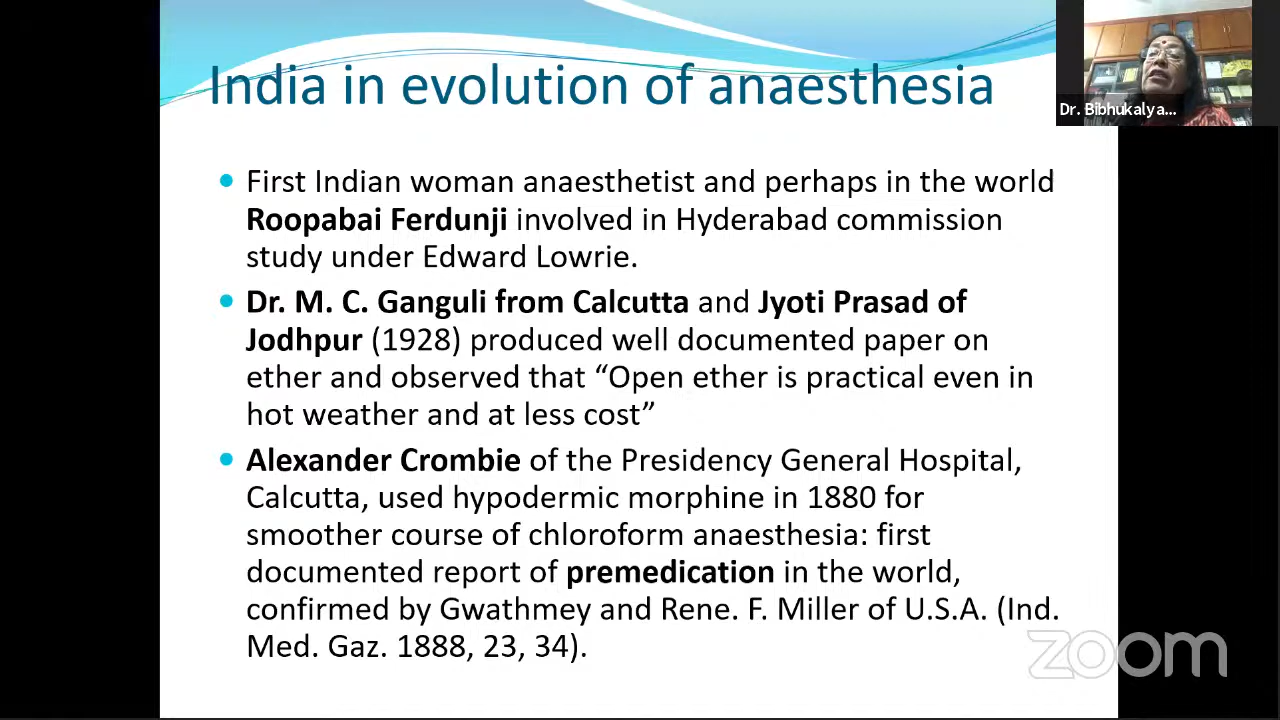 India in evolution of anaesthesia
Dr. Bibhukalya...
First Indian woman anaesthetist and perhaps in the world
Roopabai Ferdunji involved in Hyderabad commission
study under Edward Lowrie.
Dr. M. C. Ganguli from Calcutta and Jyoti Prasad of
Jodhpur (1928) produced well documented paper on
ether and observed that “Open ether is practical even in
hot weather and at less cost”
Alexander Crombie of the Presidency General Hospital,
Calcutta, used hypodermic morphine in 1880 for
smoother course of chloroform anaesthesia: first
documented report of premedication in the world,
confirmed by Gwathmey and Rene. F. Miller of U.S.A. (Ind.
Med. Gaz. 1888, 23, 34).
zoom